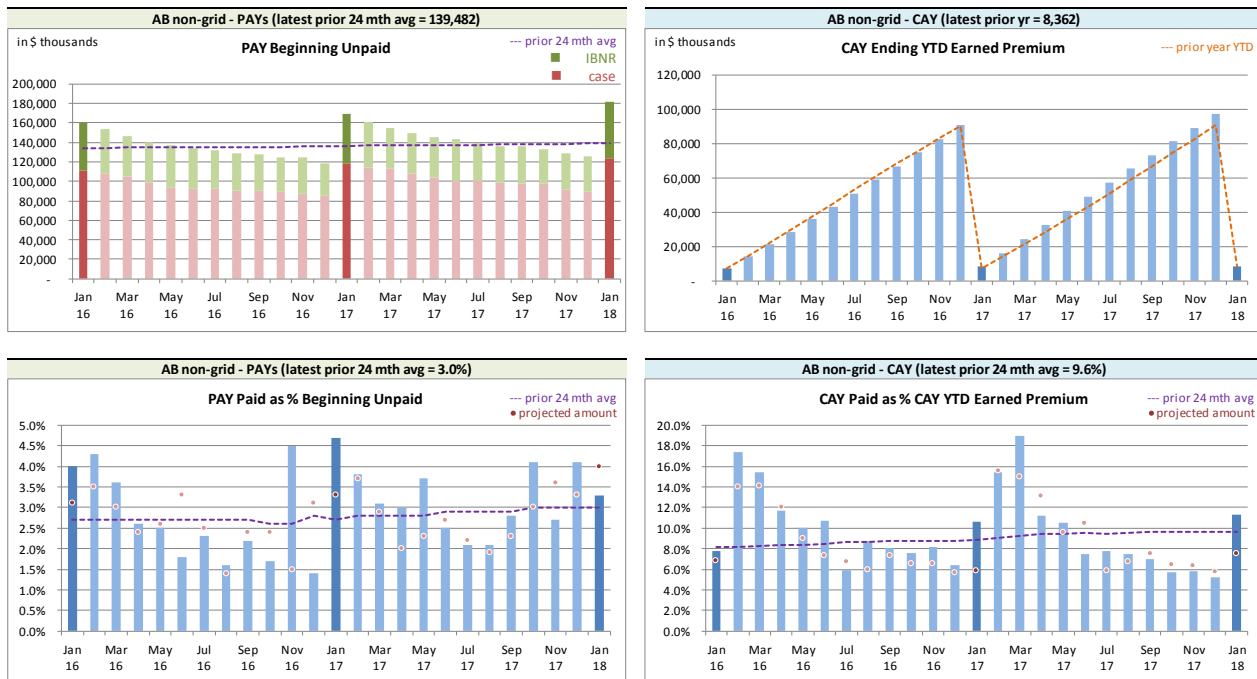 AB non-grid - PAYs (latest prior 24 mth avg = 139,482)
in $ thousands
PAY Beginning Unpaid
--- prior 24 mth avg
IBNR
case
200,000
180,000
160,000
140,000
120,000
100,000
80,000
60,000
40,000
20,000
-
Jan Mar May Jul Sep Nov Jan Mar May Jul Sep Nov Jan
16 16 16 16 16 16 17 17 17 17 17 17 18
AB non-grid - CAY (latest prior yr = 8,362)
in $ thousands
CAY Ending YTD Earned Premium
--- prior year YTD
120,000
100,000
80,000
60,000
40,000
20,000
-
Jan Mar May Jul Sep Nov Jan Mar May Jul Sep Nov Jan
16 16 16 16 16 16 17 17 17 17 17 17 18
AB non-grid - PAYs (latest prior 24 mth avg = 3.0%)
PAY Paid as % Beginning Unpaid
--- prior 24 mth avg
projected amount
5.0%
4.5%
4.0%
3.5%
3.0%
2.5%
2.0%
1.5%
1.0%
0.5%
0.0%
Jan Mar May Jul Sep Nov Jan Mar May Jul Sep Nov Jan
16 16 16 16 16 16 17 17 17 17 17 17 18
AB non-grid - CAY (latest prior 24 mth avg = 9.6%)
CAY Paid as % CAY YTD Earned Premium
--- prior 24 mth avg
projected amount
20.0%
18.0%
16.0%
14.0%
12.0%
10.0%
8.0%
6.0%
4.0%
2.0%
0.0%
Jan Mar May Jul Sep Nov Jan Mar May Jul Sep Nov Jan
16 16 16 16 16 16 17 17 17 17 17 17 18